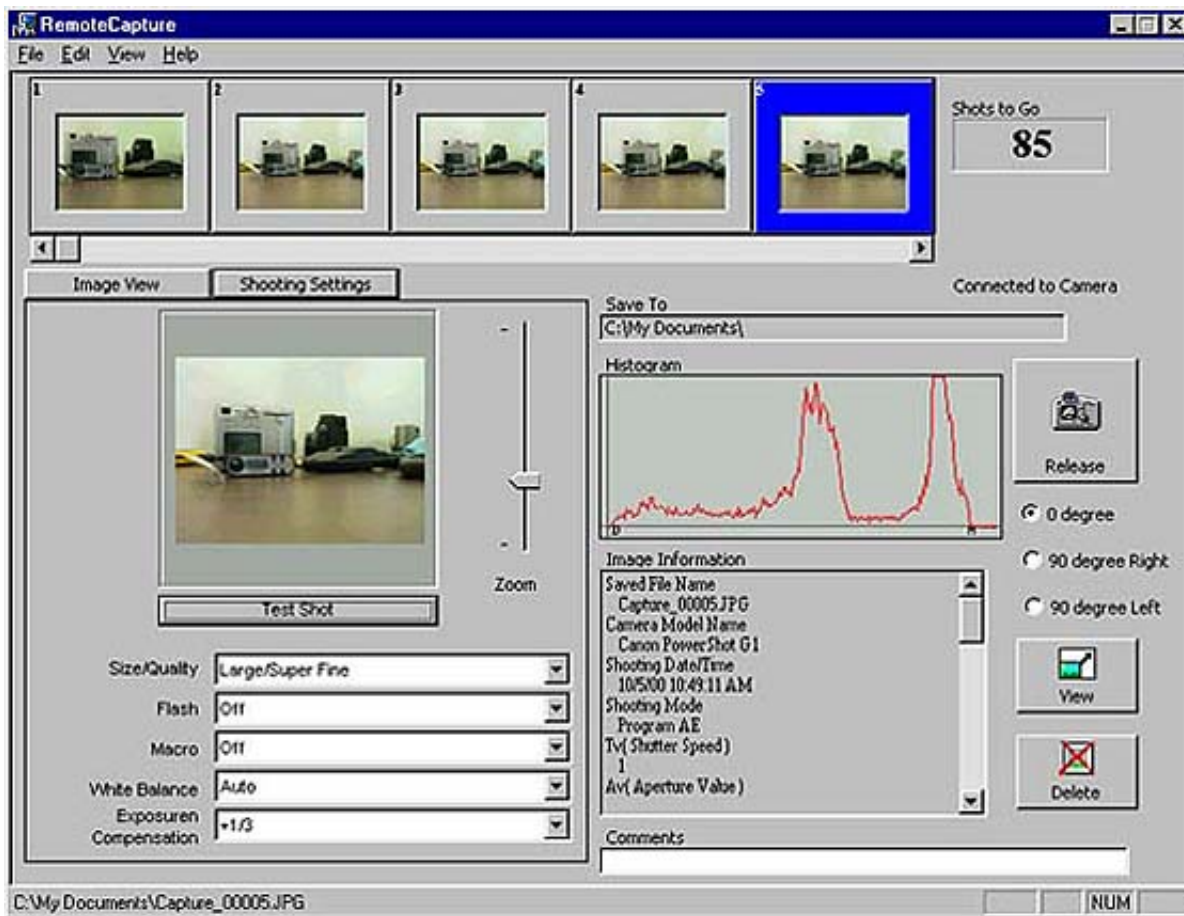 RemoteCapture
File Edit View Help
1
2
3
4
5
Shots to Go
85
Image View
Shooting Settings
Connected to Camera
Save To
C:\My Documents\
Histogram
Release
0 degree
90 degree Right
90 degree Left
Zoom
Test Shot
Size/Quality
Large/Super Fine
Flash
Off
Macro
Off
White Balance
Auto
Exposuren
Compensation
+1/3
Image Information
Saved File Name
Capture_00005.JPG
Camera Model Name
Canon PowerShot G1
Shooting Date/Time
10/5/00 10:49:11 AM
Shooting Mode
Program AE
Tv( Shutter Speed )
1
Av( Aperture Value )
View
Delete
Comments
C:\My Documents\Capture_00005.JPG
NUM